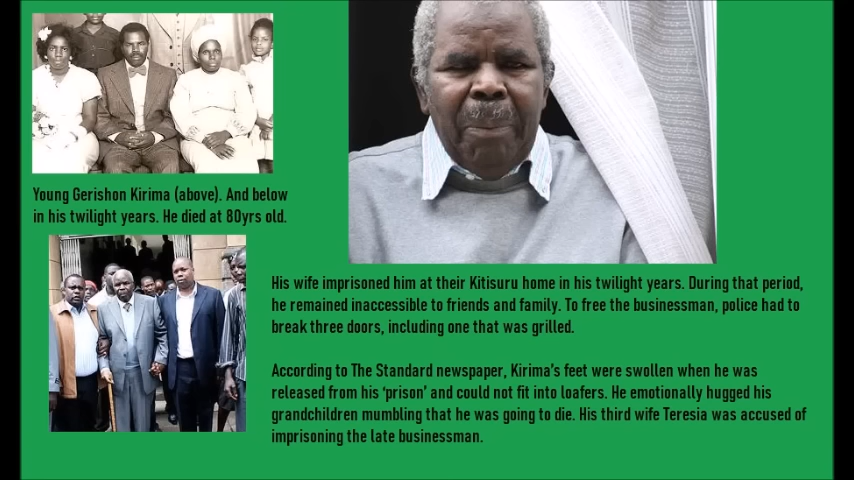 Young Gerishon Kirima (above). And below
in his twilight years. He died at 80yrs old.
His wife imprisoned him at their Kitisuru home in his twilight years. During that period,
he remained inaccessible to friends and family. To free the businessman, police had to
break three doors, including one that was grilled.
According to The Standard newspaper, Kirima's feet were swollen when he was
released from his 'prison' and could not fit into loafers. He emotionally hugged his
grandchildren mumbling that he was going to die. His third wife Teresia was accused of
imprisoning the late businessman.